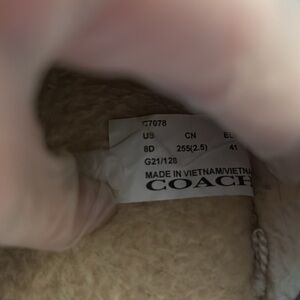 C7078
US CN EU
8D 255(2.5) 41
G21/128
MADE IN VIETNAM/VIETNA
COACH